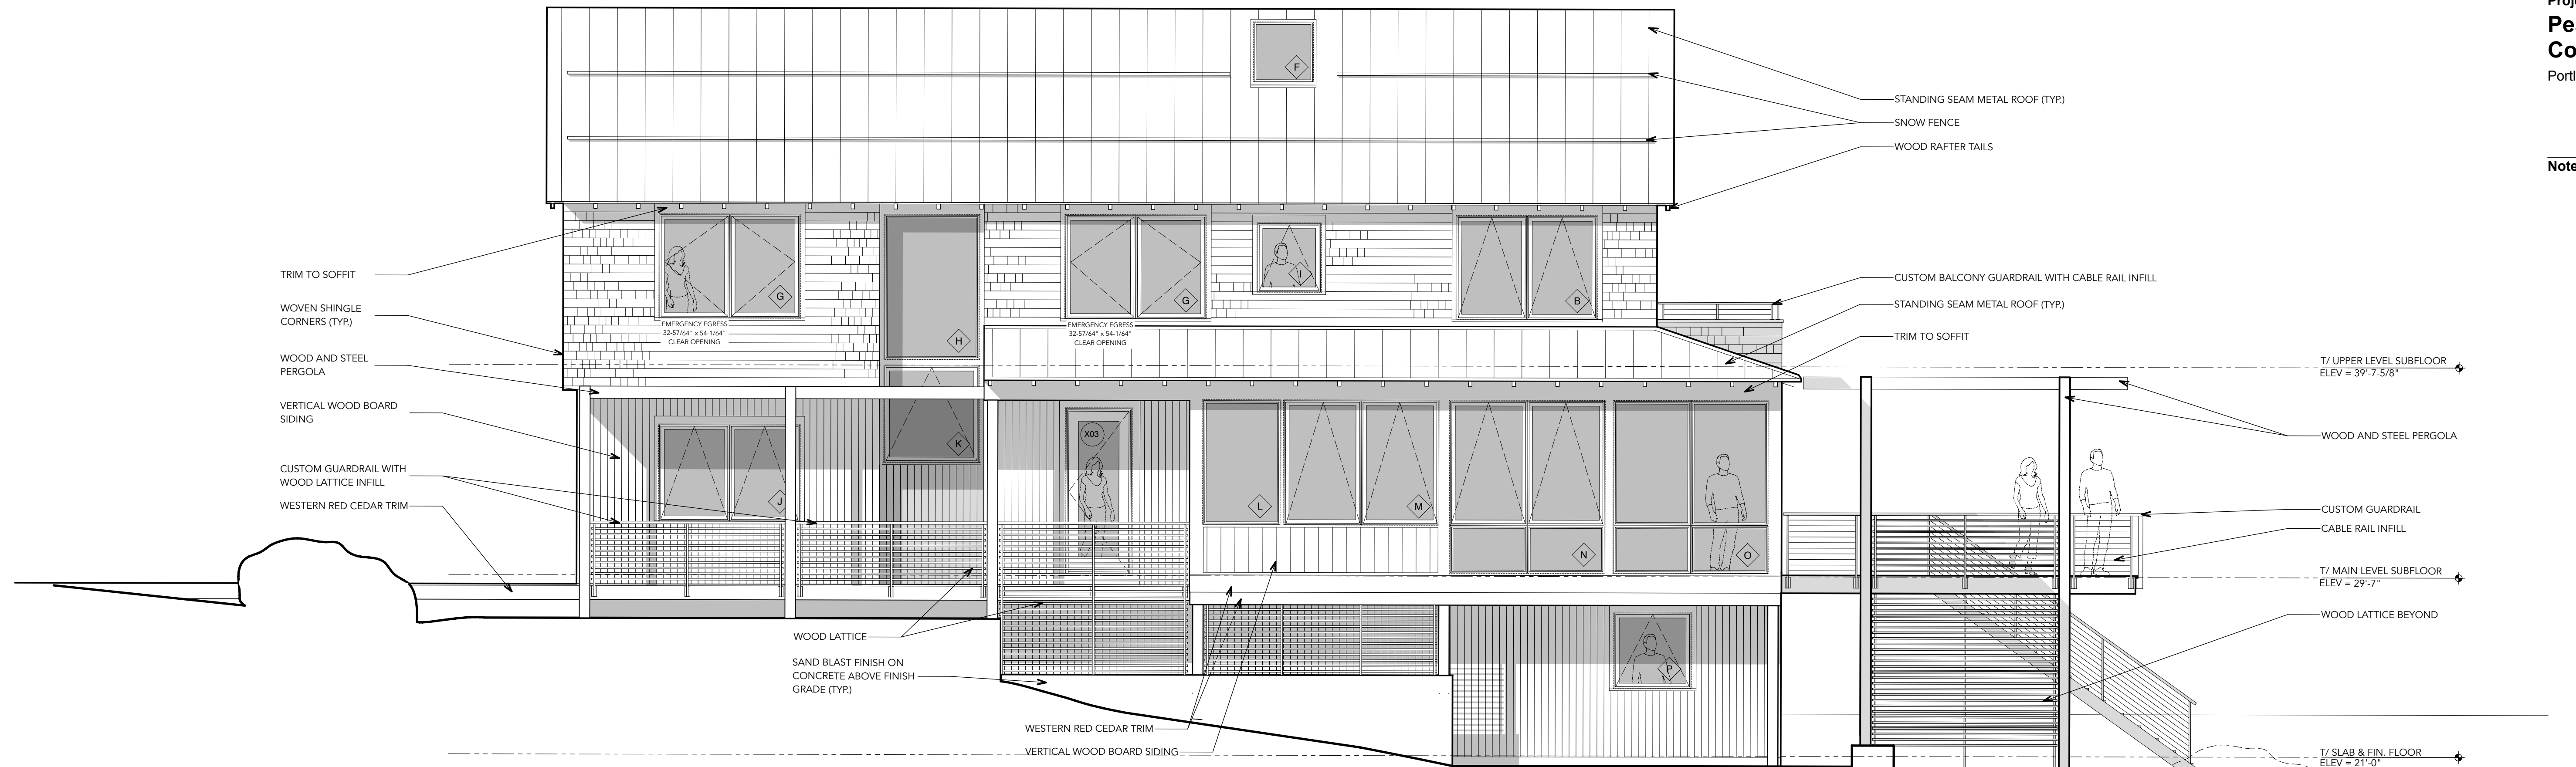 Proje
Pe
Co
Portl
Note
F
STANDING SEAM METAL ROOF (TYP.)
SNOW FENCE
WOOD RAFTER TAILS
TRIM TO SOFFIT
WOVEN SHINGLE
CORNERS (TYP.)
WOOD AND STEEL
PERGOLA
VERTICAL WOOD BOARD
SIDING
CUSTOM GUARDRAIL WITH
WOOD LATTICE INFILL
WESTERN RED CEDAR TRIM
G
EMERGENCY EGRESS
32-57/64" x 54-1/64"
CLEAR OPENING
H
G
EMERGENCY EGRESS
32-57/64" x 54-1/64"
CLEAR OPENING
I
B
CUSTOM BALCONY GUARDRAIL WITH CABLE RAIL INFILL
STANDING SEAM METAL ROOF (TYP.)
TRIM TO SOFFIT
T/ UPPER LEVEL SUBFLOOR
ELEV = 39'-7-5/8"
J
K
X03
L
M
N
O
WOOD AND STEEL PERGOLA
CUSTOM GUARDRAIL
CABLE RAIL INFILL
T/ MAIN LEVEL SUBFLOOR
ELEV = 29'-7"
WOOD LATTICE BEYOND
WOOD LATTICE
SAND BLAST FINISH ON
CONCRETE ABOVE FINISH
GRADE (TYP.)
P
WESTERN RED CEDAR TRIM
VERTICAL WOOD BOARD SIDING
T/ SLAB & FIN. FLOOR
ELEV = 21'-0"